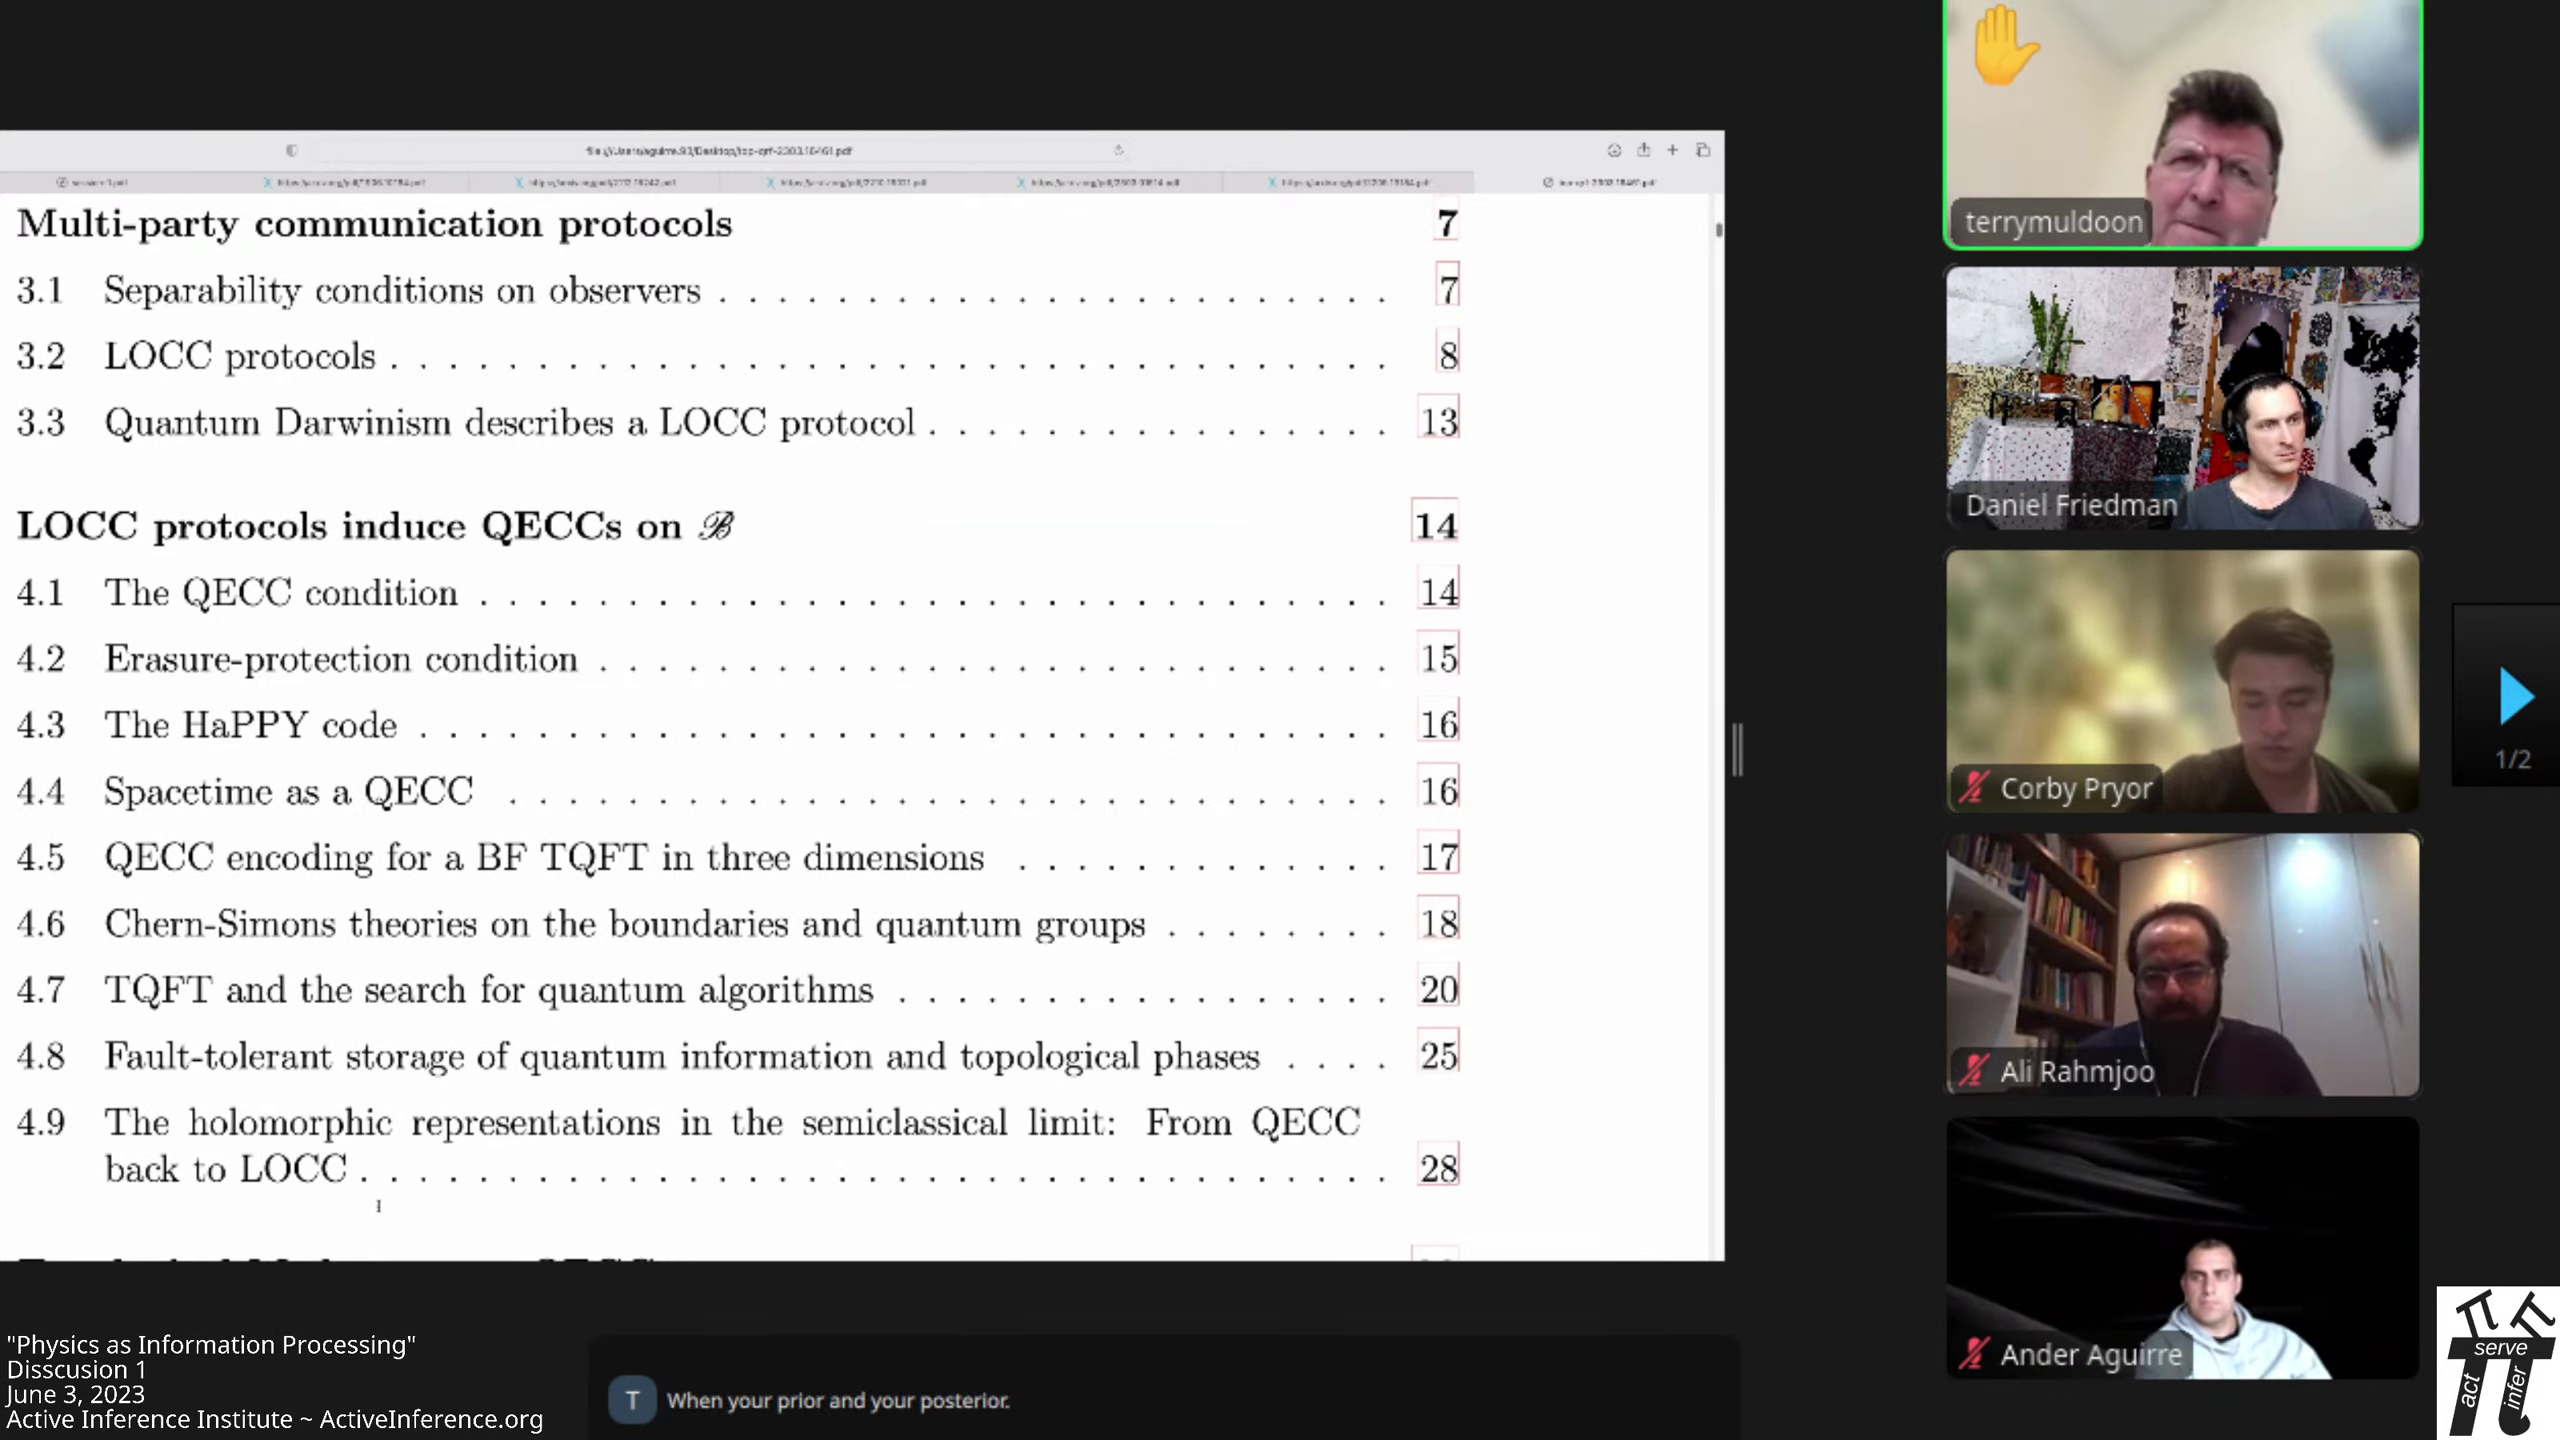 Multi-party communication protocols 7
3.1 Separability conditions on observers . . . . . . . . . . . . . . . . . . . . . . . 7
3.2 LOCC protocols . . . . . . . . . . . . . . . . . . . . . . . . . . . . . . . . . . 8
3.3 Quantum Darwinism describes a LOCC protocol . . . . . . . . . . . . . . . . 13
LOCC protocols induce QECCs on ℬ 14
4.1 The QECC condition . . . . . . . . . . . . . . . . . . . . . . . . . . . . . . . 14
4.2 Erasure-protection condition . . . . . . . . . . . . . . . . . . . . . . . . . . . 15
4.3 The HaPPY code . . . . . . . . . . . . . . . . . . . . . . . . . . . . . . . . . 16
4.4 Spacetime as a QECC . . . . . . . . . . . . . . . . . . . . . . . . . . . . . . 16
4.5 QECC encoding for a BF TQFT in three dimensions . . . . . . . . . . . . . 17
4.6 Chern-Simons theories on the boundaries and quantum groups . . . . . . . . 18
4.7 TQFT and the search for quantum algorithms . . . . . . . . . . . . . . . . . 20
4.8 Fault-tolerant storage of quantum information and topological phases . . . . 25
4.9 The holomorphic representations in the semiclassical limit: From QECC
back to LOCC . . . . . . . . . . . . . . . . . . . . . . . . . . . . . . . . . . . 28
terrymuldoon
Daniel Friedman
Corby Pryor
Ali Rahmjoo
Ander Aguirre
1/2
"Physics as Information Processing"
Disscusion 1
June 3, 2023
Active Inference Institute ~ ActiveInference.org
T When your prior and your posterior.
serve
act
infer